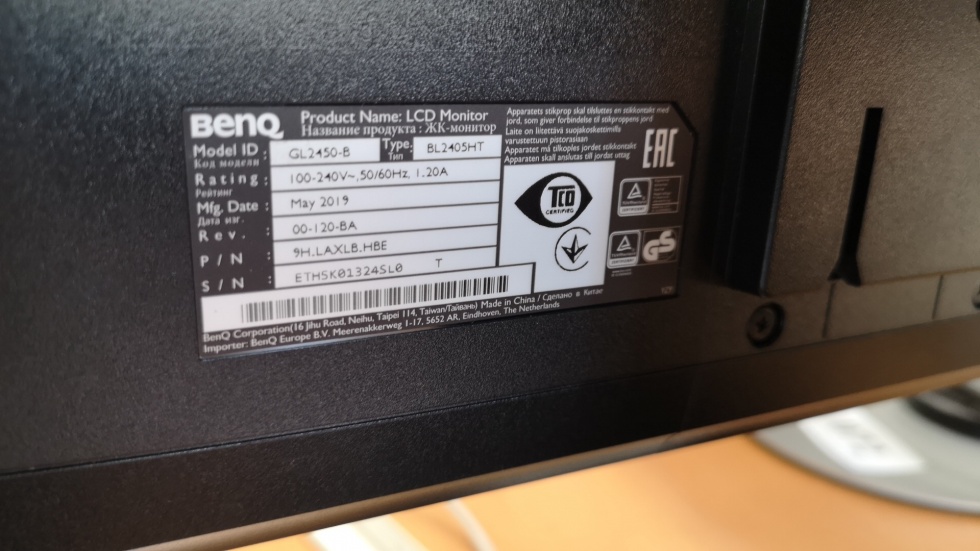 BenQ
Product Name: LCD Monitor
Название продукта : ЖК-монитор
Model ID : GL2450-B Type: BL2405HT
Код модели Тип
Rating : 100-240V~,50/60Hz, 1.20A
Рейтинг
Mfg. Date : May 2019
Дата изг.
Rev. : 00-120-BA
P / N : 9H.LAXLB.HBE
S / N : ETH5K01324SL0 T
BenQ Corporation(16 Jihu Road, Neihu, Taipei 114, Taiwan/Тайвань) Made in China / Сделано в Китае
Importer: BenQ Europe B.V. Meerenakkerweg 1-17, 5652 AR, Eindhoven, The Netherlands
Apparatets stikprop skal tilsluttes en stikkontakt med
jord, som giver forbindelse til stikproppens jord
Laite on liitettävä suojakoskettimilla
varustettuun pistorasiaan
Apparatet må tilkoples jordet stikkontakt
Apparaten skall anslutas till jordat uttag
EAC
TCO
CERTIFIED
GS